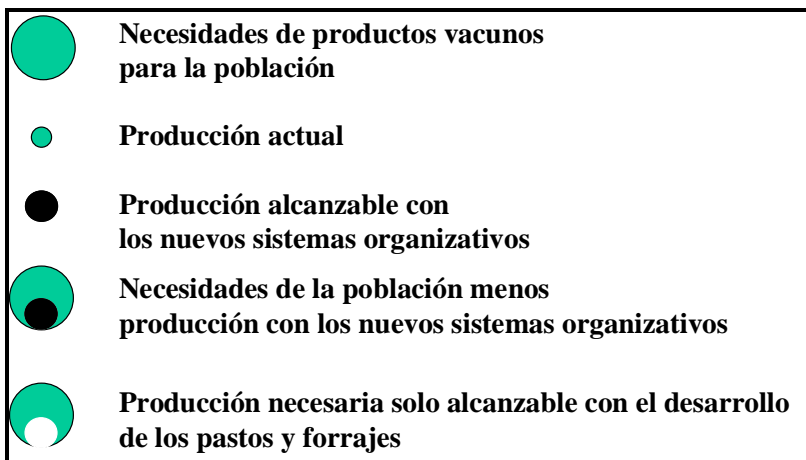 Necesidades de productos vacunos
para la población
Producción actual
Producción alcanzable con
los nuevos sistemas organizativos
Necesidades de la población menos
producción con los nuevos sistemas organizativos
Producción necesaria solo alcanzable con el desarrollo
de los pastos y forrajes